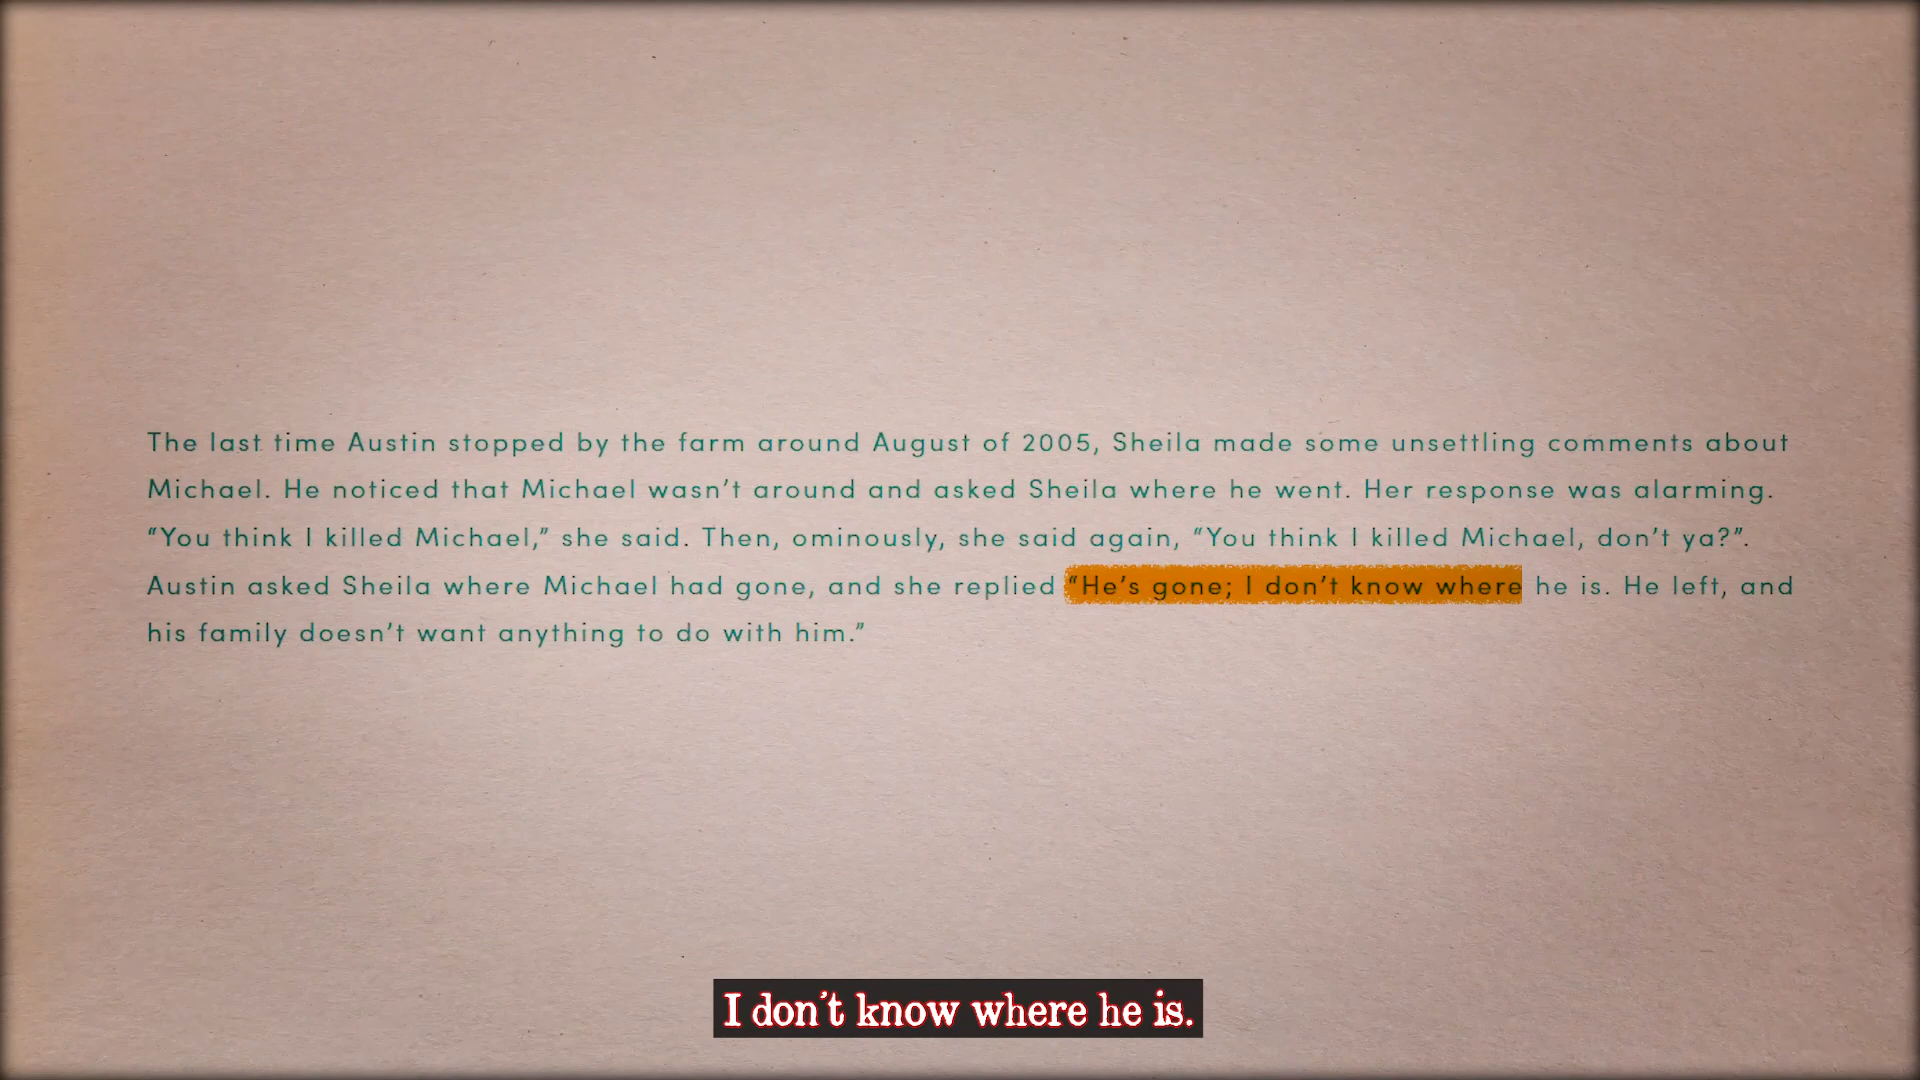 The last time Austin stopped by the farm around August of 2005, Sheila made some unsettling comments about
Michael. He noticed that Michael wasn’t around and asked Sheila where he went. Her response was alarming.
“You think I killed Michael,” she said. Then, ominously, she said again, “You think I killed Michael, don’t ya?”.
Austin asked Sheila where Michael had gone, and she replied “He’s gone; I don’t know where he is. He left, and
his family doesn’t want anything to do with him.”
I don't know where he is.